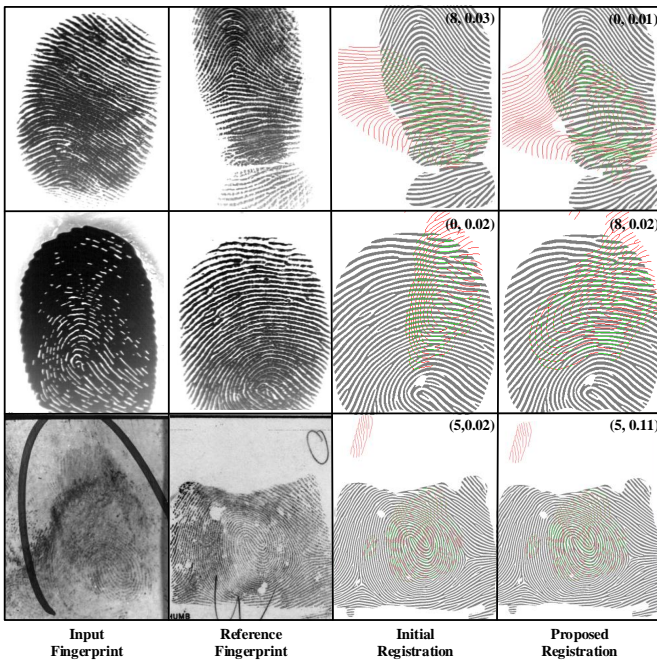 (8, 0.03)
(0, 0.01)
(0, 0.02)
(8, 0.02)
(5,0.02)
(5, 0.11)
HUMB
Input
Fingerprint
Reference
Fingerprint
Initial
Registration
Proposed
Registration